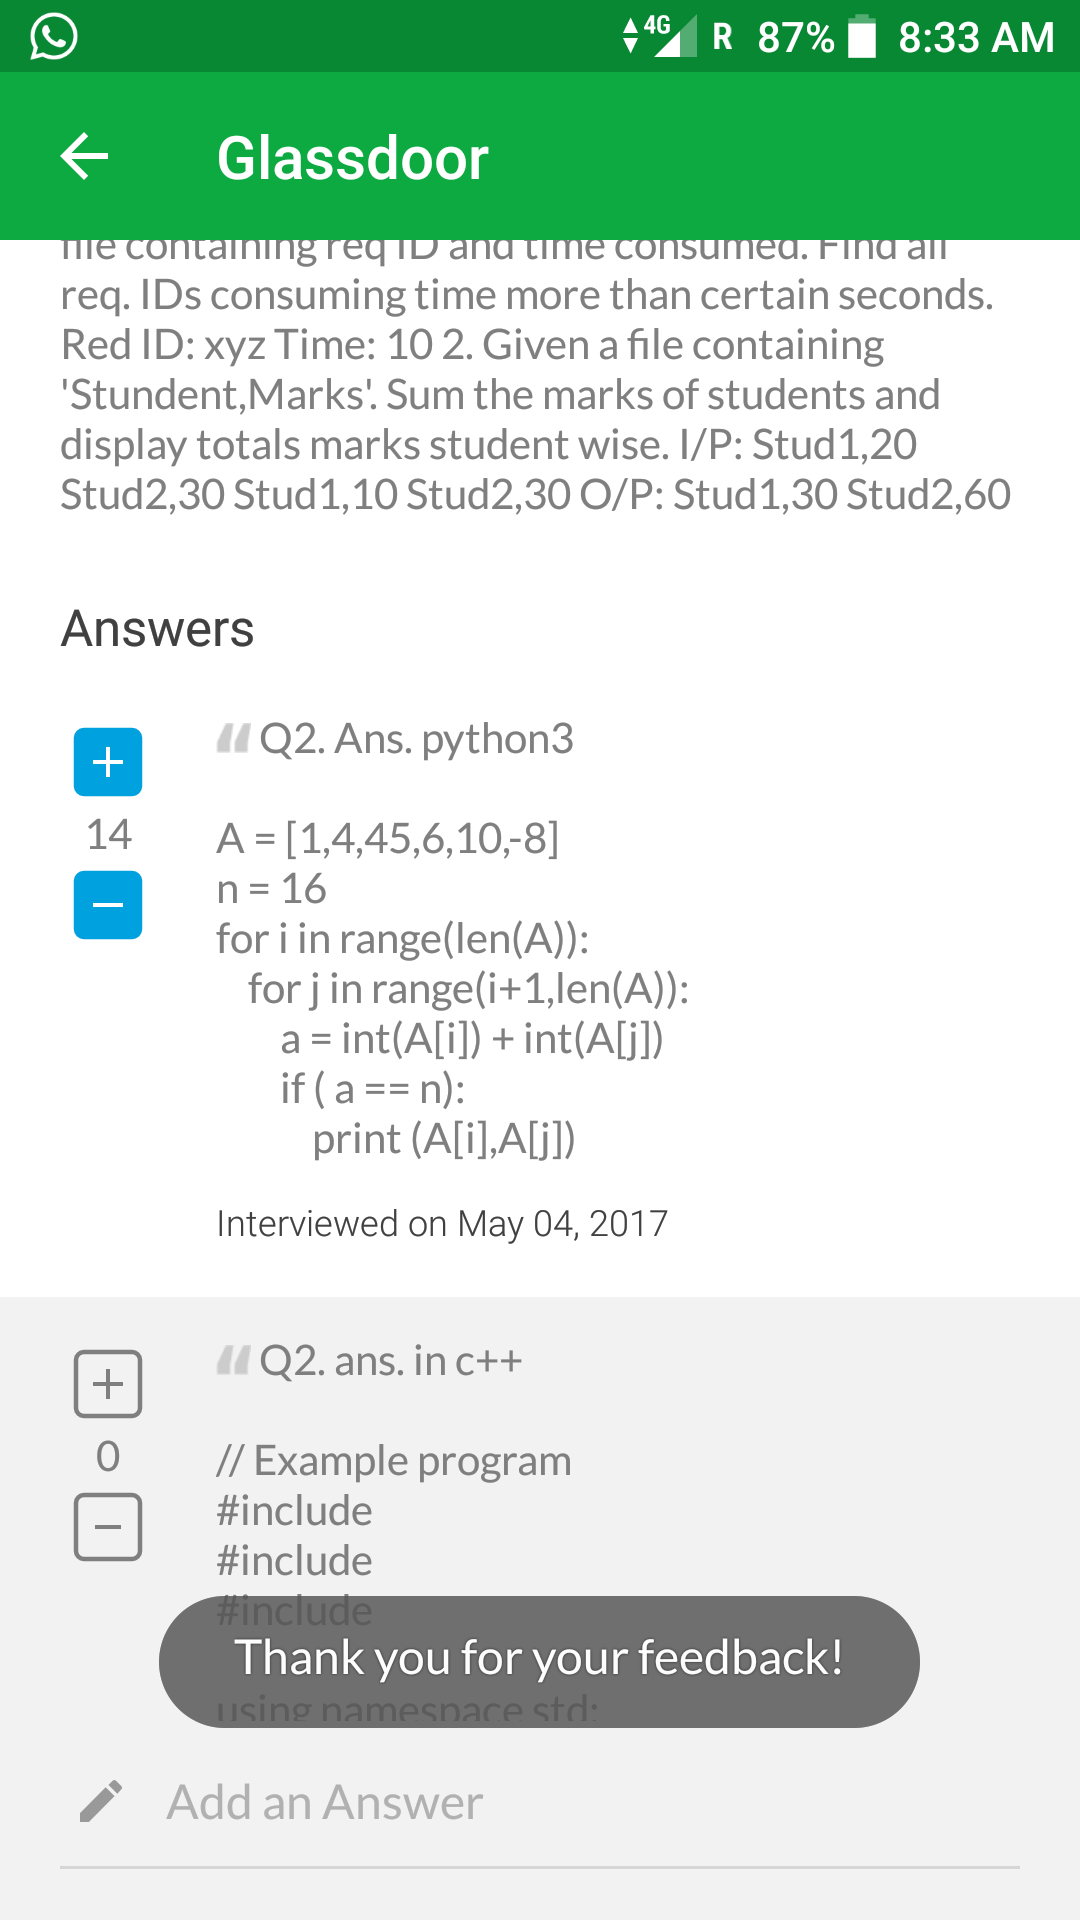 4G R 87% 8:33 AM
Glassdoor
file containing req ID and time consumed. Find all
req. IDs consuming time more than certain seconds.
Red ID: xyz Time: 10 2. Given a file containing
'Stundent,Marks'. Sum the marks of students and
display totals marks student wise. I/P: Stud1,20
Stud2,30 Stud1,10 Stud2,30 O/P: Stud1,30 Stud2,60
Answers
Q2. Ans. python3
14
A = [1,4,45,6,10,-8]
n = 16
for i in range(len(A)):
for j in range(i+1,len(A)):
a = int(A[i]) + int(A[j])
if ( a == n):
print (A[i],A[j])
Interviewed on May 04, 2017
Q2. ans. in c++
0
// Example program
#include
#include
#include
Thank you for your feedback!
using namespace std;
Add an Answer